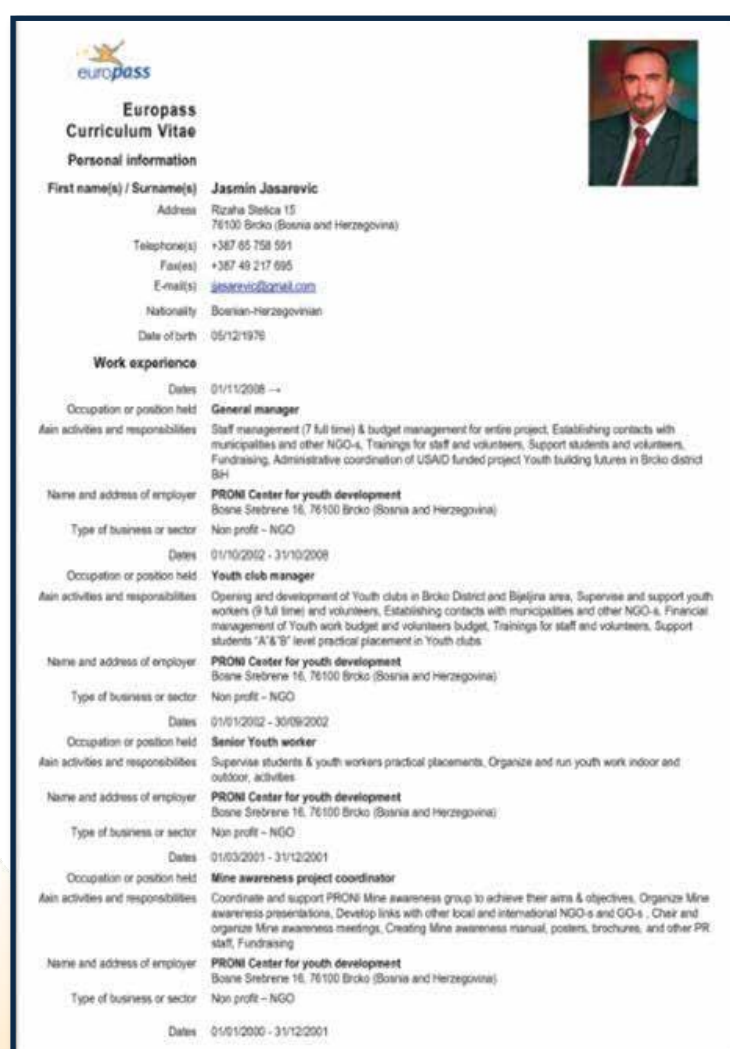 europass
Europass
Curriculum Vitae
Personal information
First name(s) / Surname(s) Jasmin Jasarevic
Address Rizaha Stetica 15
76100 Brcko (Bosnia and Herzegovina)
Telephone(s) +387 65 758 591
Fax(es) +387 49 217 695
E-mail(s) jjasarevic@gmail.com
Nationality Bosnian-Herzegovinian
Date of birth 05/12/1976
Work experience
Dates 01/11/2008 →
Occupation or position held General manager
Main activities and responsibilities Staff management (7 full time) & budget management for entire project, Establishing contacts with
municipalities and other NGO-s, Trainings for staff and volunteers, Support students and volunteers,
Fundraising, Administrative coordination of USAID funded project Youth building futures in Brcko district
BiH
Name and address of employer PRONI Center for youth development
Bosne Srebrene 16, 76100 Brcko (Bosnia and Herzegovina)
Type of business or sector Non profit – NGO
Dates 01/10/2002 - 31/10/2008
Occupation or position held Youth club manager
Main activities and responsibilities Opening and development of Youth clubs in Brcko District and Bijeljina area, Supervise and support youth
workers (9 full time) and volunteers, Establishing contacts with municipalities and other NGO-s, Financial
management of Youth work budget and volunteers budget, Trainings for staff and volunteers, Support
students "A"&"B" level practical placement in Youth clubs
Name and address of employer PRONI Center for youth development
Bosne Srebrene 16, 76100 Brcko (Bosnia and Herzegovina)
Type of business or sector Non profit – NGO
Dates 01/01/2002 - 30/09/2002
Occupation or position held Senior Youth worker
Main activities and responsibilities Supervise students & youth workers practical placements, Organize and run youth work indoor and
outdoor, activities
Name and address of employer PRONI Center for youth development
Bosne Srebrene 16, 76100 Brcko (Bosnia and Herzegovina)
Type of business or sector Non profit – NGO
Dates 01/03/2001 - 31/12/2001
Occupation or position held Mine awareness project coordinator
Main activities and responsibilities Coordinate and support PRONI Mine awareness group to achieve their aims & objectives, Organize Mine
awareness presentations, Develop links with other local and international NGO-s and GO-s , Chair and
organize Mine awareness meetings, Creating Mine awareness manual, posters, brochures, and other PR
staff, Fundraising
Name and address of employer PRONI Center for youth development
Bosne Srebrene 16, 76100 Brcko (Bosnia and Herzegovina)
Type of business or sector Non profit – NGO
Dates 01/01/2000 - 31/12/2001